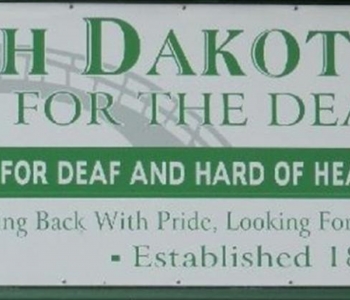 H DAKOT
FOR THE DEA
FOR DEAF AND HARD OF HEA
ng Back With Pride, Looking For
▪ Established 18